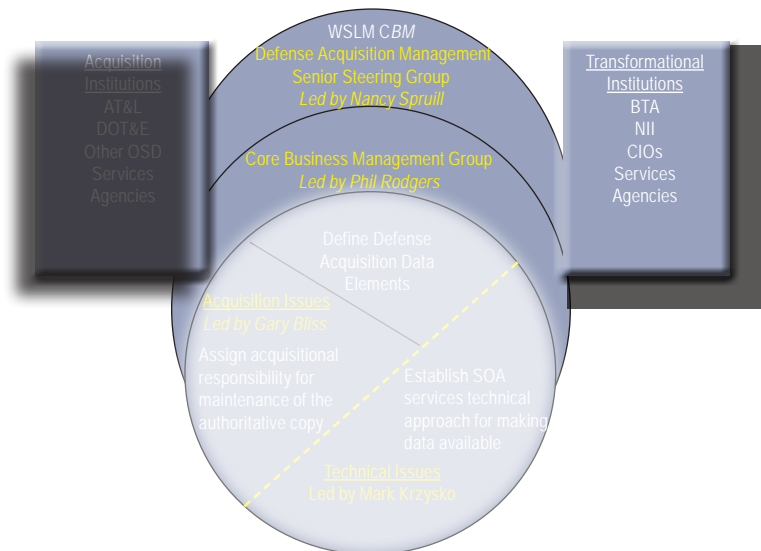 WSLM CBM
Defense Acquisition Management
Senior Steering Group
Led by Nancy Spruill
Acquisition
Institutions
AT&L
DOT&E
Other OSD
Services
Agencies
Transformational
Institutions
BTA
NII
CIOs
Services
Agencies
Core Business Management Group
Led by Phil Rodgers
Define Defense
Acquisition Data
Elements
Acquisition Issues
Led by Gary Bliss
Assign acquisitional
responsibility for
maintenance of the
authoritative copy
Establish SOA
services technical
approach for making
data available
Technical Issues
Led by Mark Krzysko